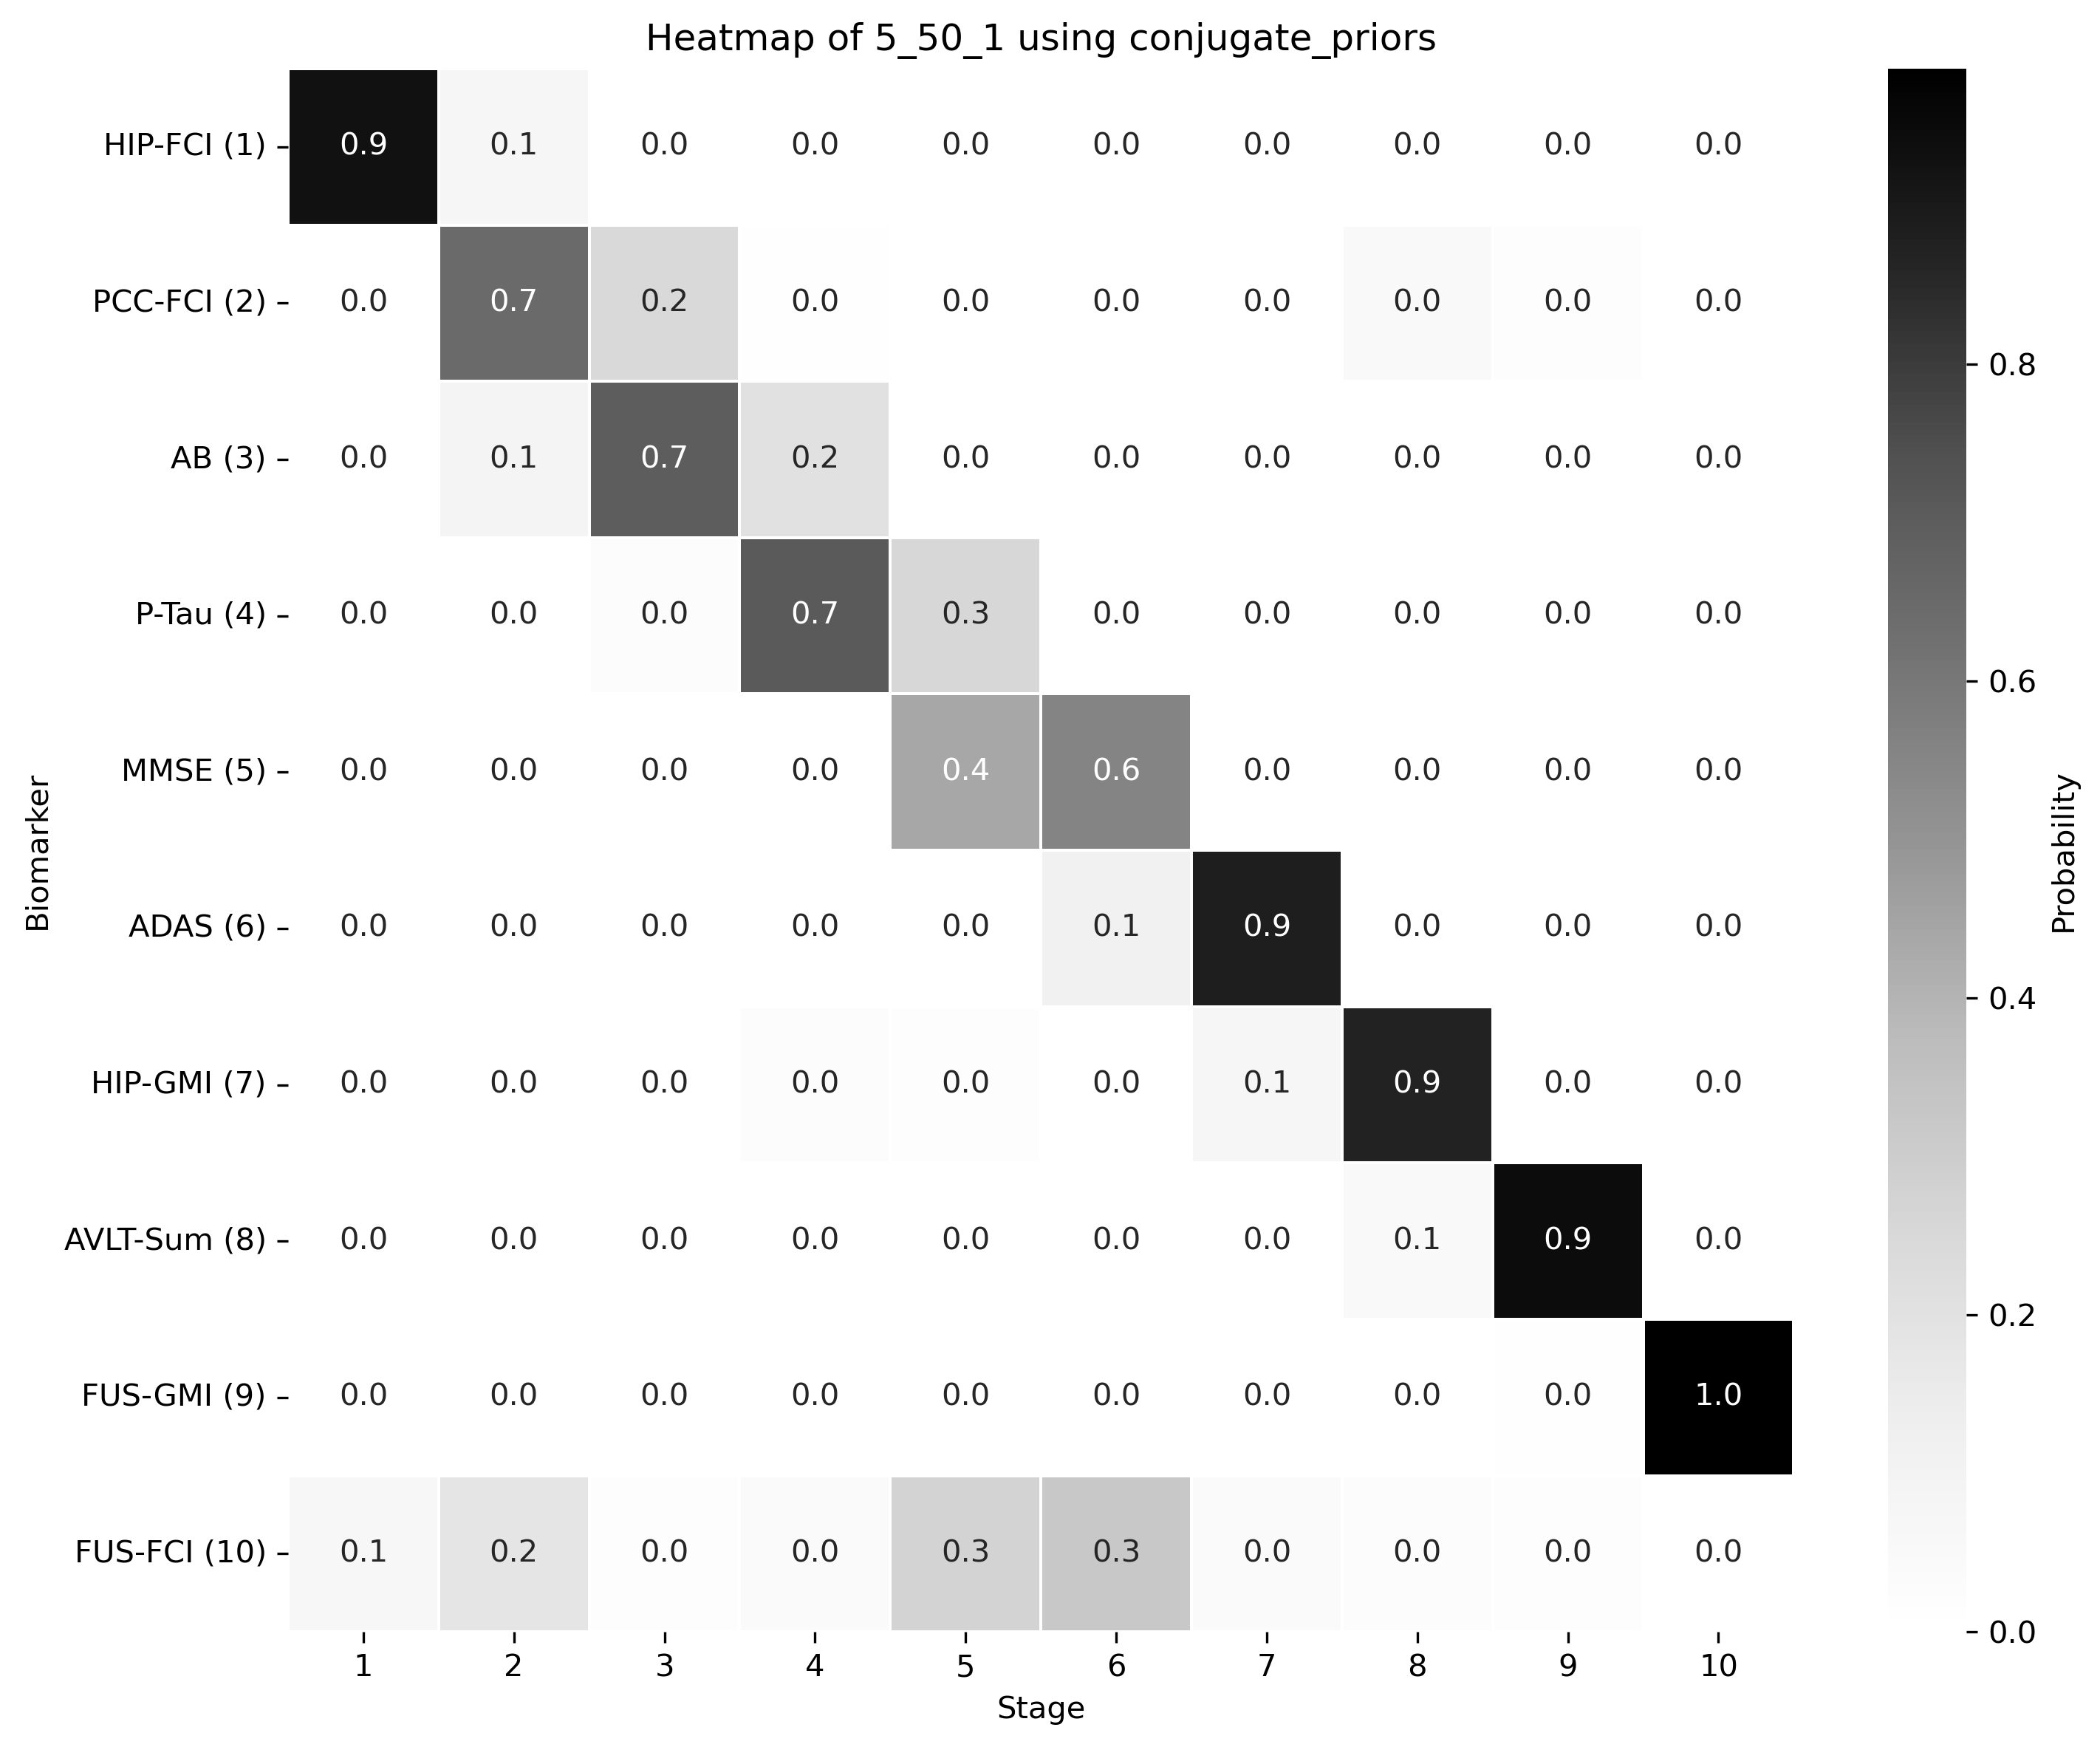 Heatmap of 5_50_1 using conjugate_priors
HIP-FCI (1) 0.9 0.1 0.0 0.0 0.0 0.0 0.0 0.0 0.0 0.0
PCC-FCI (2) 0.0 0.7 0.2 0.0 0.0 0.0 0.0 0.0 0.0 0.0
AB (3) 0.0 0.1 0.7 0.2 0.0 0.0 0.0 0.0 0.0 0.0
P-Tau (4) 0.0 0.0 0.0 0.7 0.3 0.0 0.0 0.0 0.0 0.0
MMSE (5) 0.0 0.0 0.0 0.0 0.4 0.6 0.0 0.0 0.0 0.0
ADAS (6) 0.0 0.0 0.0 0.0 0.0 0.1 0.9 0.0 0.0 0.0
HIP-GMI (7) 0.0 0.0 0.0 0.0 0.0 0.0 0.1 0.9 0.0 0.0
AVLT-Sum (8) 0.0 0.0 0.0 0.0 0.0 0.0 0.0 0.1 0.9 0.0
FUS-GMI (9) 0.0 0.0 0.0 0.0 0.0 0.0 0.0 0.0 0.0 1.0
FUS-FCI (10) 0.1 0.2 0.0 0.0 0.3 0.3 0.0 0.0 0.0 0.0
1 2 3 4 5 6 7 8 9 10
Stage
Biomarker
0.8
0.6
0.4
0.2
0.0
Probability